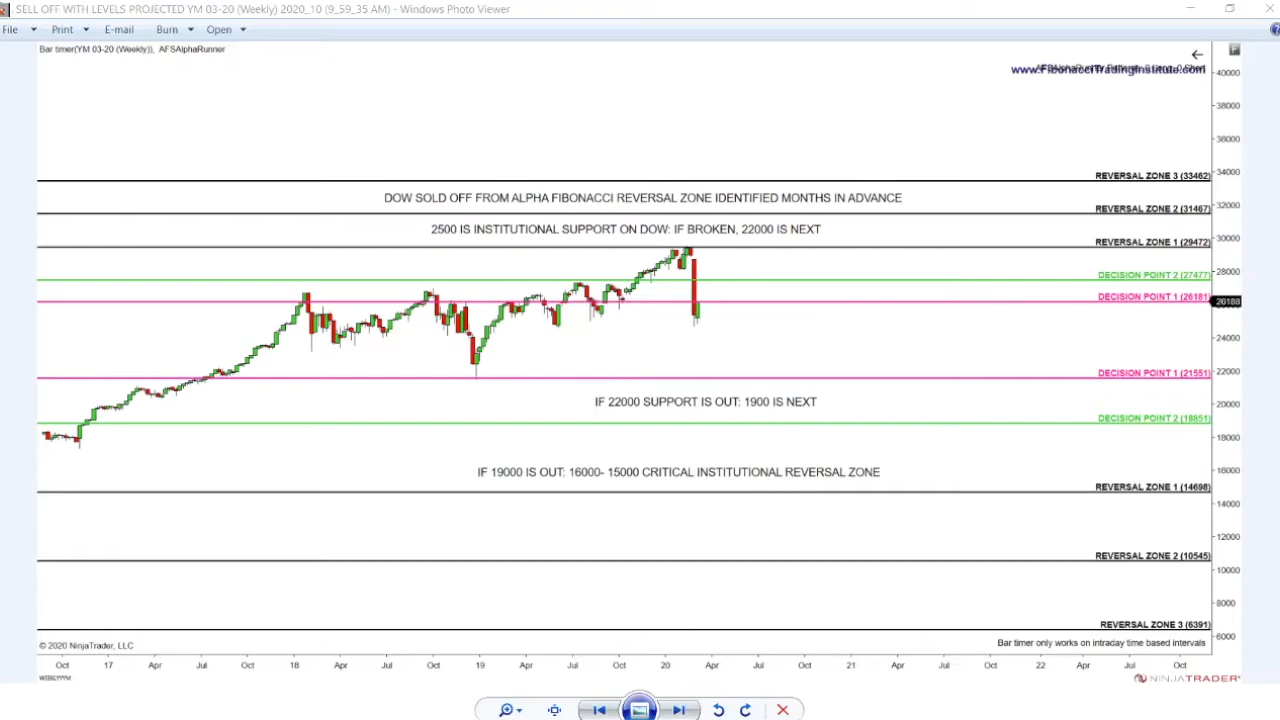 SELL OFF WITH LEVELS PROJECTED YM 03-20 (Weekly) 2020_10 (9_59_35 AM) - Windows Photo Viewer
File Print E-mail Burn Open
Bar timer(YM 03-20 (Weekly)), AFSAlphaRunner
www.FibonacciTradingInstitute.com
F
40000
38000
36000
34000
REVERSAL ZONE 3 (33462)
DOW SOLD OFF FROM ALPHA FIBONACCI REVERSAL ZONE IDENTIFIED MONTHS IN ADVANCE
32000
REVERSAL ZONE 2 (31467)
2500 IS INSTITUTIONAL SUPPORT ON DOW: IF BROKEN, 22000 IS NEXT
30000
REVERSAL ZONE 1 (29472)
28000
DECISION POINT 2 (27477)
DECISION POINT 1 (26181)
26188
24000
22000
DECISION POINT 1 (21551)
IF 22000 SUPPORT IS OUT: 1900 IS NEXT
20000
DECISION POINT 2 (18851)
18000
IF 19000 IS OUT: 16000- 15000 CRITICAL INSTITUTIONAL REVERSAL ZONE
16000
REVERSAL ZONE 1 (14698)
14000
12000
REVERSAL ZONE 2 (10545)
10000
8000
REVERSAL ZONE 3 (6391)
6000
© 2020 NinjaTrader, LLC
Bar timer only works on intraday time based intervals
Oct 17 Apr Jul Oct 18 Apr Jul Oct 19 Apr Jul Oct 20 Apr Jul Oct 21 Apr Jul Oct 22 Apr Jul Oct
WEEKLYYM
NINJATRADER